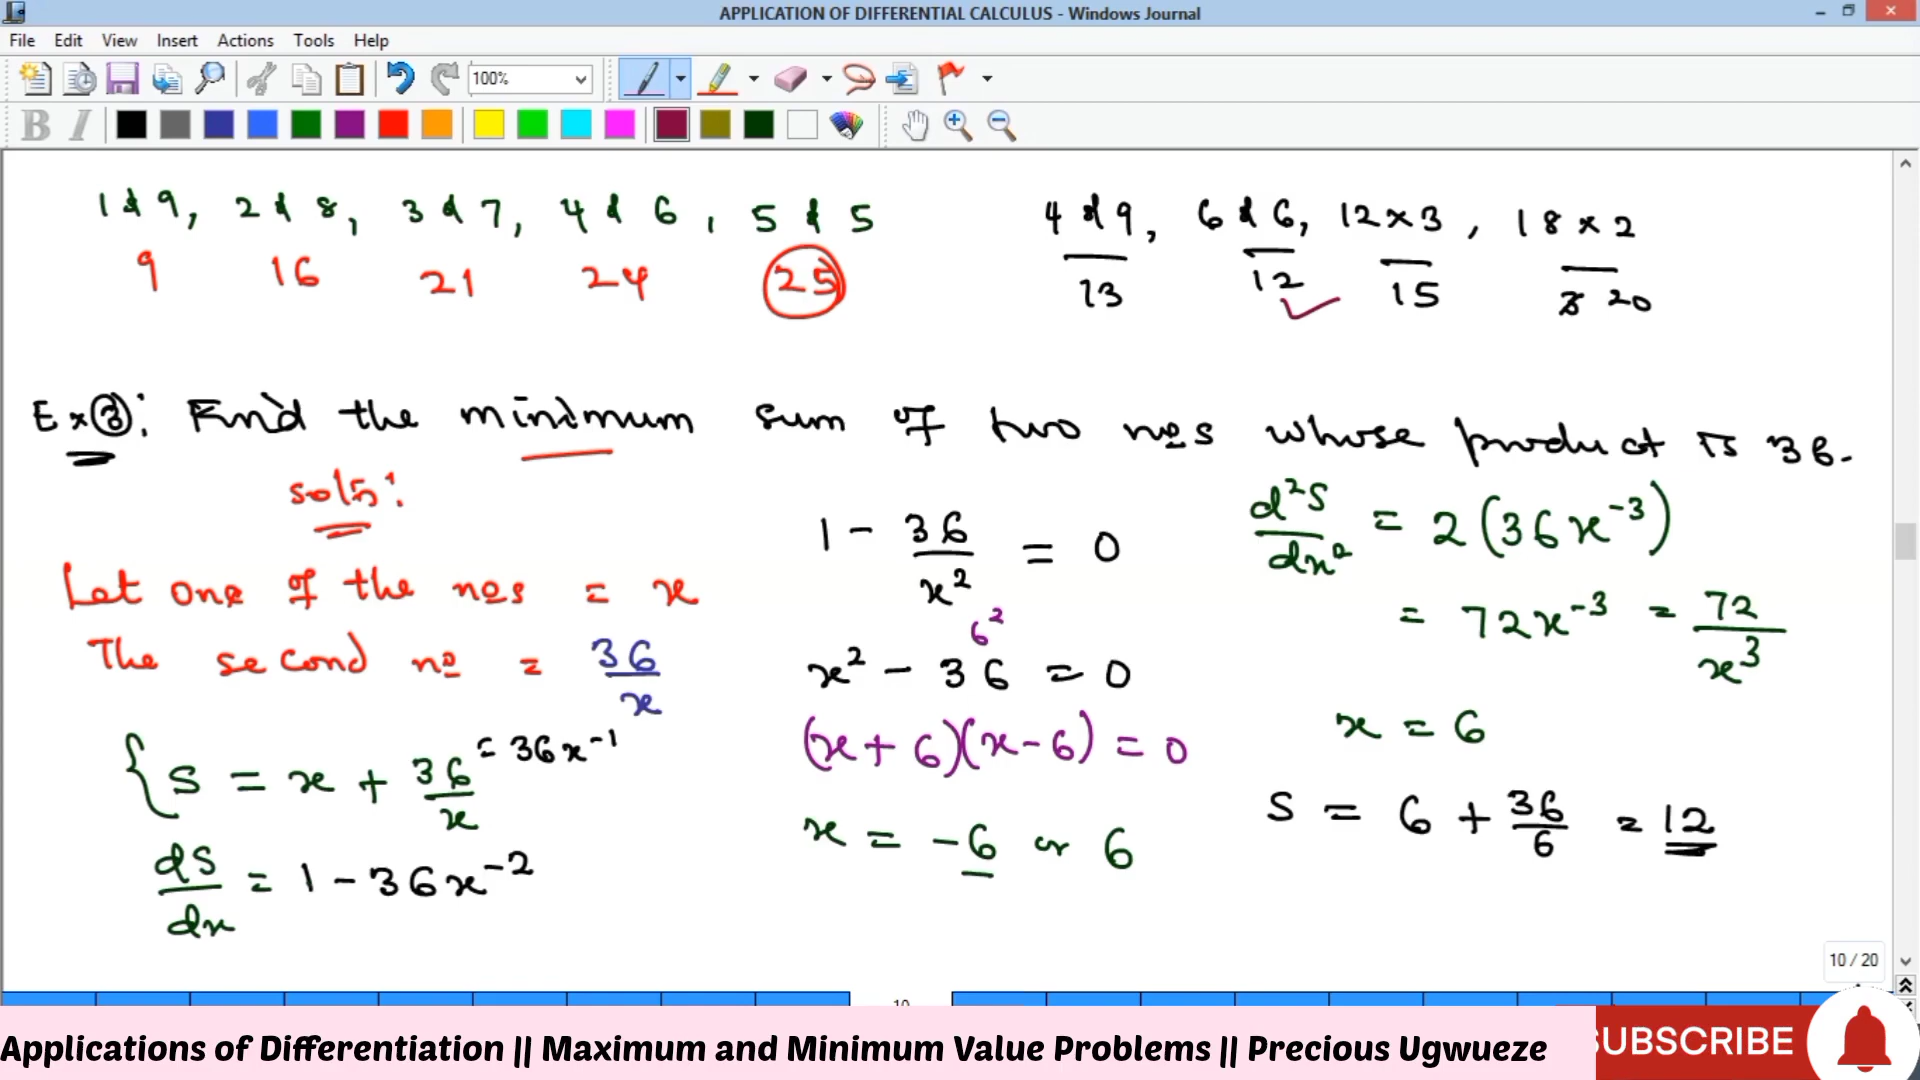 APPLICATION OF DIFFERENTIAL CALCULUS - Windows Journal
File Edit View Insert Actions Tools Help
100%
B I
1 & 9, 2 & 8, 3 & 7, 4 & 6, 5 & 5
9 16 21 24 25
4 & 9, 6 & 6, 12 x 3, 18 x 2
13 12 15 20
Ex ③: Find the minimum sum of two nos whose product is 36.
soln:
Let one of the nos = x
The second no = 36/x
S = x + 36/x = 36x⁻¹
dS/dx = 1 - 36x⁻²
1 - 36/x² = 0
6²
x² - 36 = 0
(x + 6)(x - 6) = 0
x = -6 or 6
d²S/dx² = 2(36x⁻³)
= 72x⁻³ = 72/x³
x = 6
S = 6 + 36/6 = 12
10 / 20
Applications of Differentiation || Maximum and Minimum Value Problems || Precious Ugwueze
SUBSCRIBE